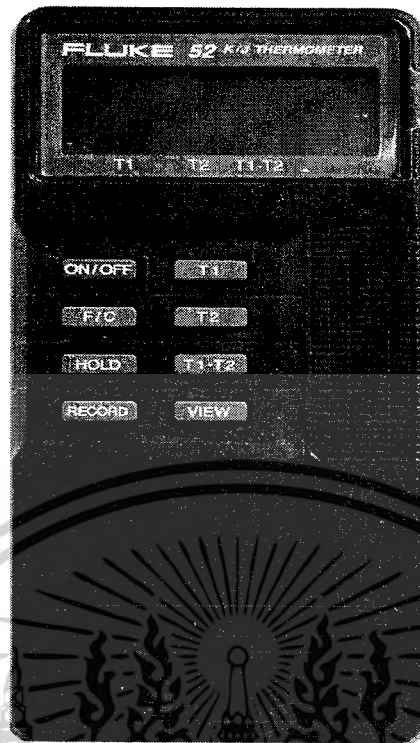 FLUKE 52 K/J THERMOMETER
T1 T2 T1-T2
ON/OFF T1
F/C T2
HOLD T1-T2
RECORD VIEW